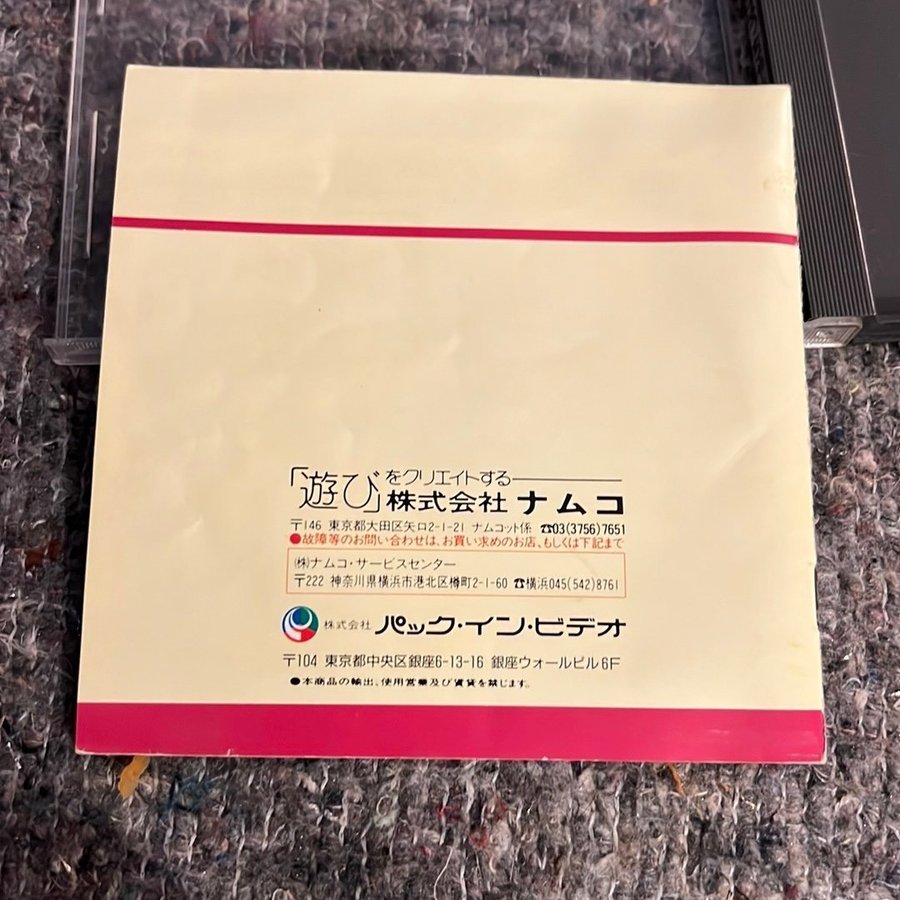 「遊び」をクリエイトする
株式会社ナムコ
〒146 東京都大田区矢口2-1-21 ナムコット係 ☎03(3756)7651
●故障等のお問い合わせは、お買い求めのお店、もしくは下記まで
㈱ナムコ・サービスセンター
〒222 神奈川県横浜市港北区樽町2-1-60 ☎横浜045(542)8761
株式会社 パック・イン・ビデオ
〒104 東京都中央区銀座6-13-16 銀座ウォールビル6F
●本商品の輸出、使用営業及び賃貸を禁じます。